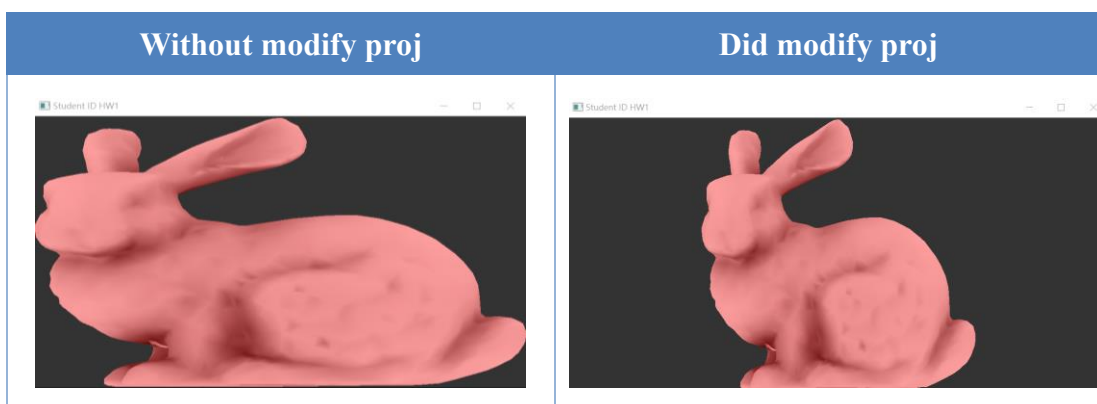 Without modify proj
Did modify proj
Student ID HW1
Student ID HW1